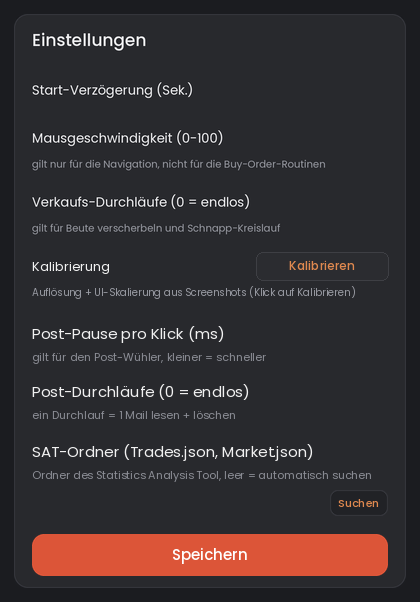 Einstellungen
Start-Verzögerung (Sek.)
Mausgeschwindigkeit (0-100)
gilt nur für die Navigation, nicht für die Buy-Order-Routinen
Verkaufs-Durchläufe (0 = endlos)
gilt für Beute verscherbeln und Schnapp-Kreislauf
Kalibrierung
Kalibrieren
Auflösung + UI-Skalierung aus Screenshots (Klick auf Kalibrieren)
Post-Pause pro Klick (ms)
gilt für den Post-Wühler, kleiner = schneller
Post-Durchläufe (0 = endlos)
ein Durchlauf = 1 Mail lesen + löschen
SAT-Ordner (Trades.json, Market.json)
Ordner des Statistics Analysis Tool, leer = automatisch suchen
Suchen
Speichern